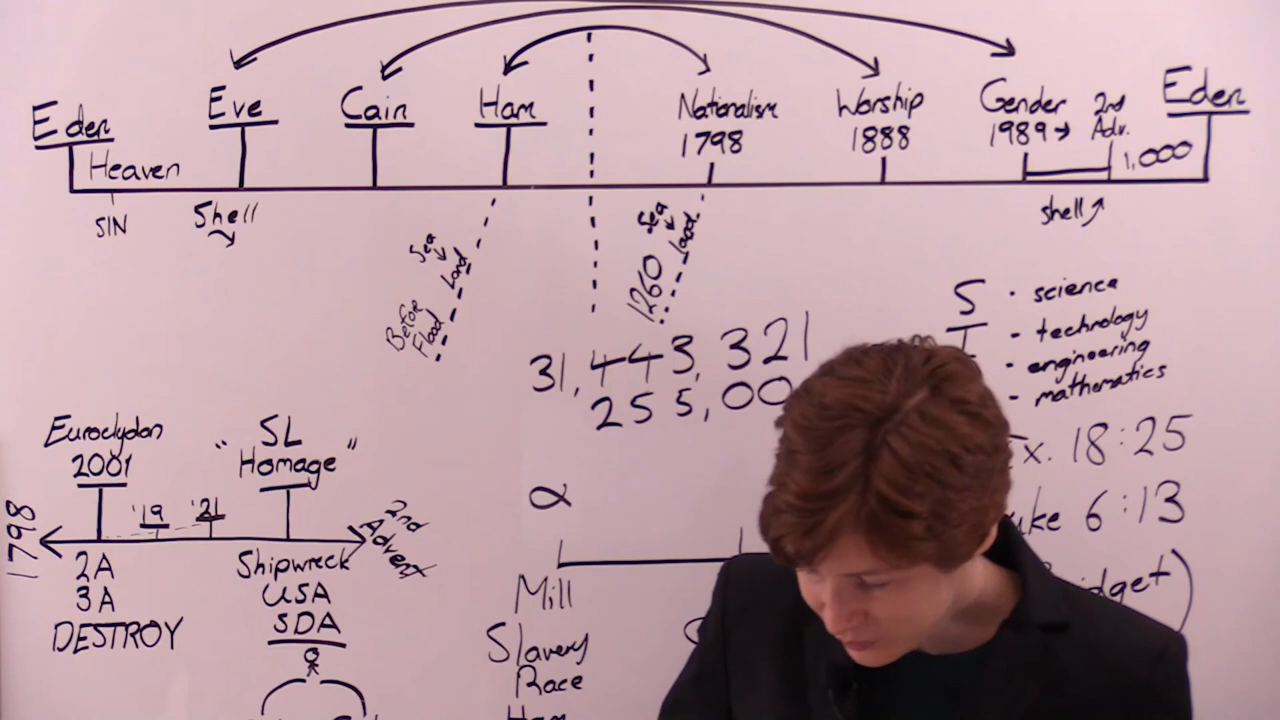 Eden
Heaven
SIN
Eve
Shell
Cain
Ham
Sea
Land
Before
Flood
Nationalism
1798
1260
Sea
Land
Worship
1888
Gender
1989
shell
2nd
Adv.
1,000
Eden
31,443,321
255,00
S · science
T - technology
- engineering
- mathematics
18:25
6:13
1798
Euroclydon
2001
'19
'21
2A
3A
DESTROY
"SL
Homage"
Shipwreck
USA
SDA
2nd
Advent
α
Mill
Slavery
Race
Ham